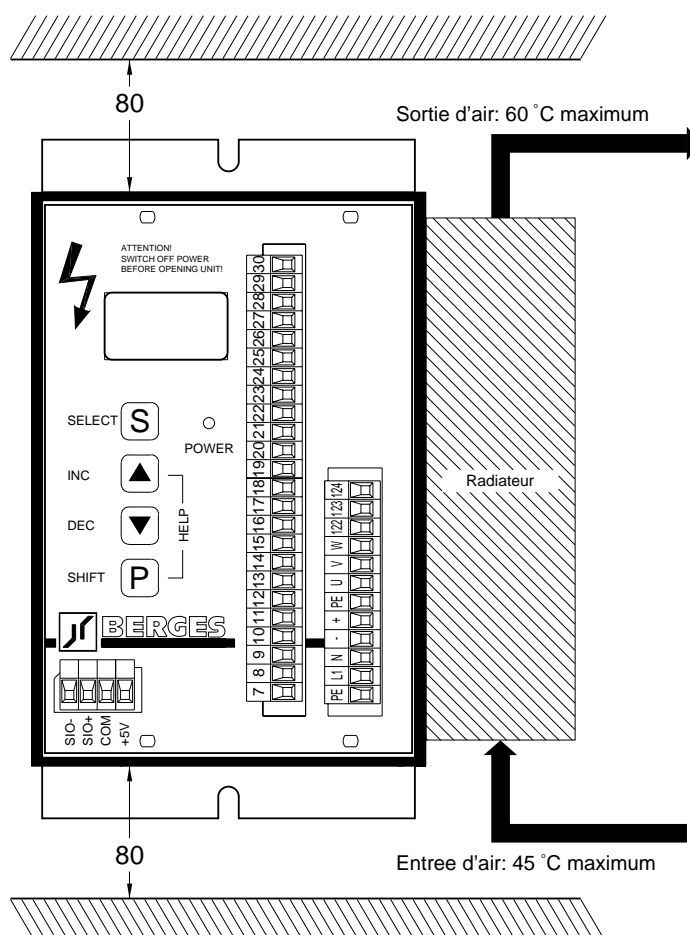 80
Sortie d'air: 60 °C maximum
ATTENTION!
SWITCH OFF POWER
BEFORE OPENING UNIT!
30
29
28
27
26
25
24
23
22
21
20
19
18
17
16
15
14
13
12
11
10
9
8
7
SELECT S
POWER
INC
DEC
HELP
SHIFT P
BERGES
124
123
122
W
V
U
PE
+
-
N
L1
PE
Radiateur
SIO-
SIO+
COM
+5V
80
Entree d'air: 45 °C maximum